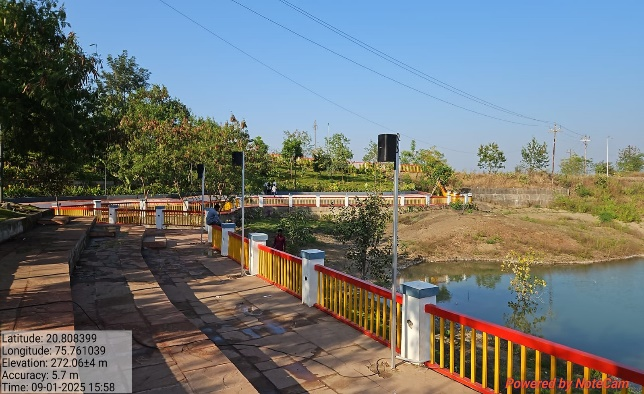 Latitude: 20.808399
Longitude: 75.761039
Elevation: 272.06±4 m
Accuracy: 5.7 m
Time: 09-01-2025 15:58
Powered by NoteCam